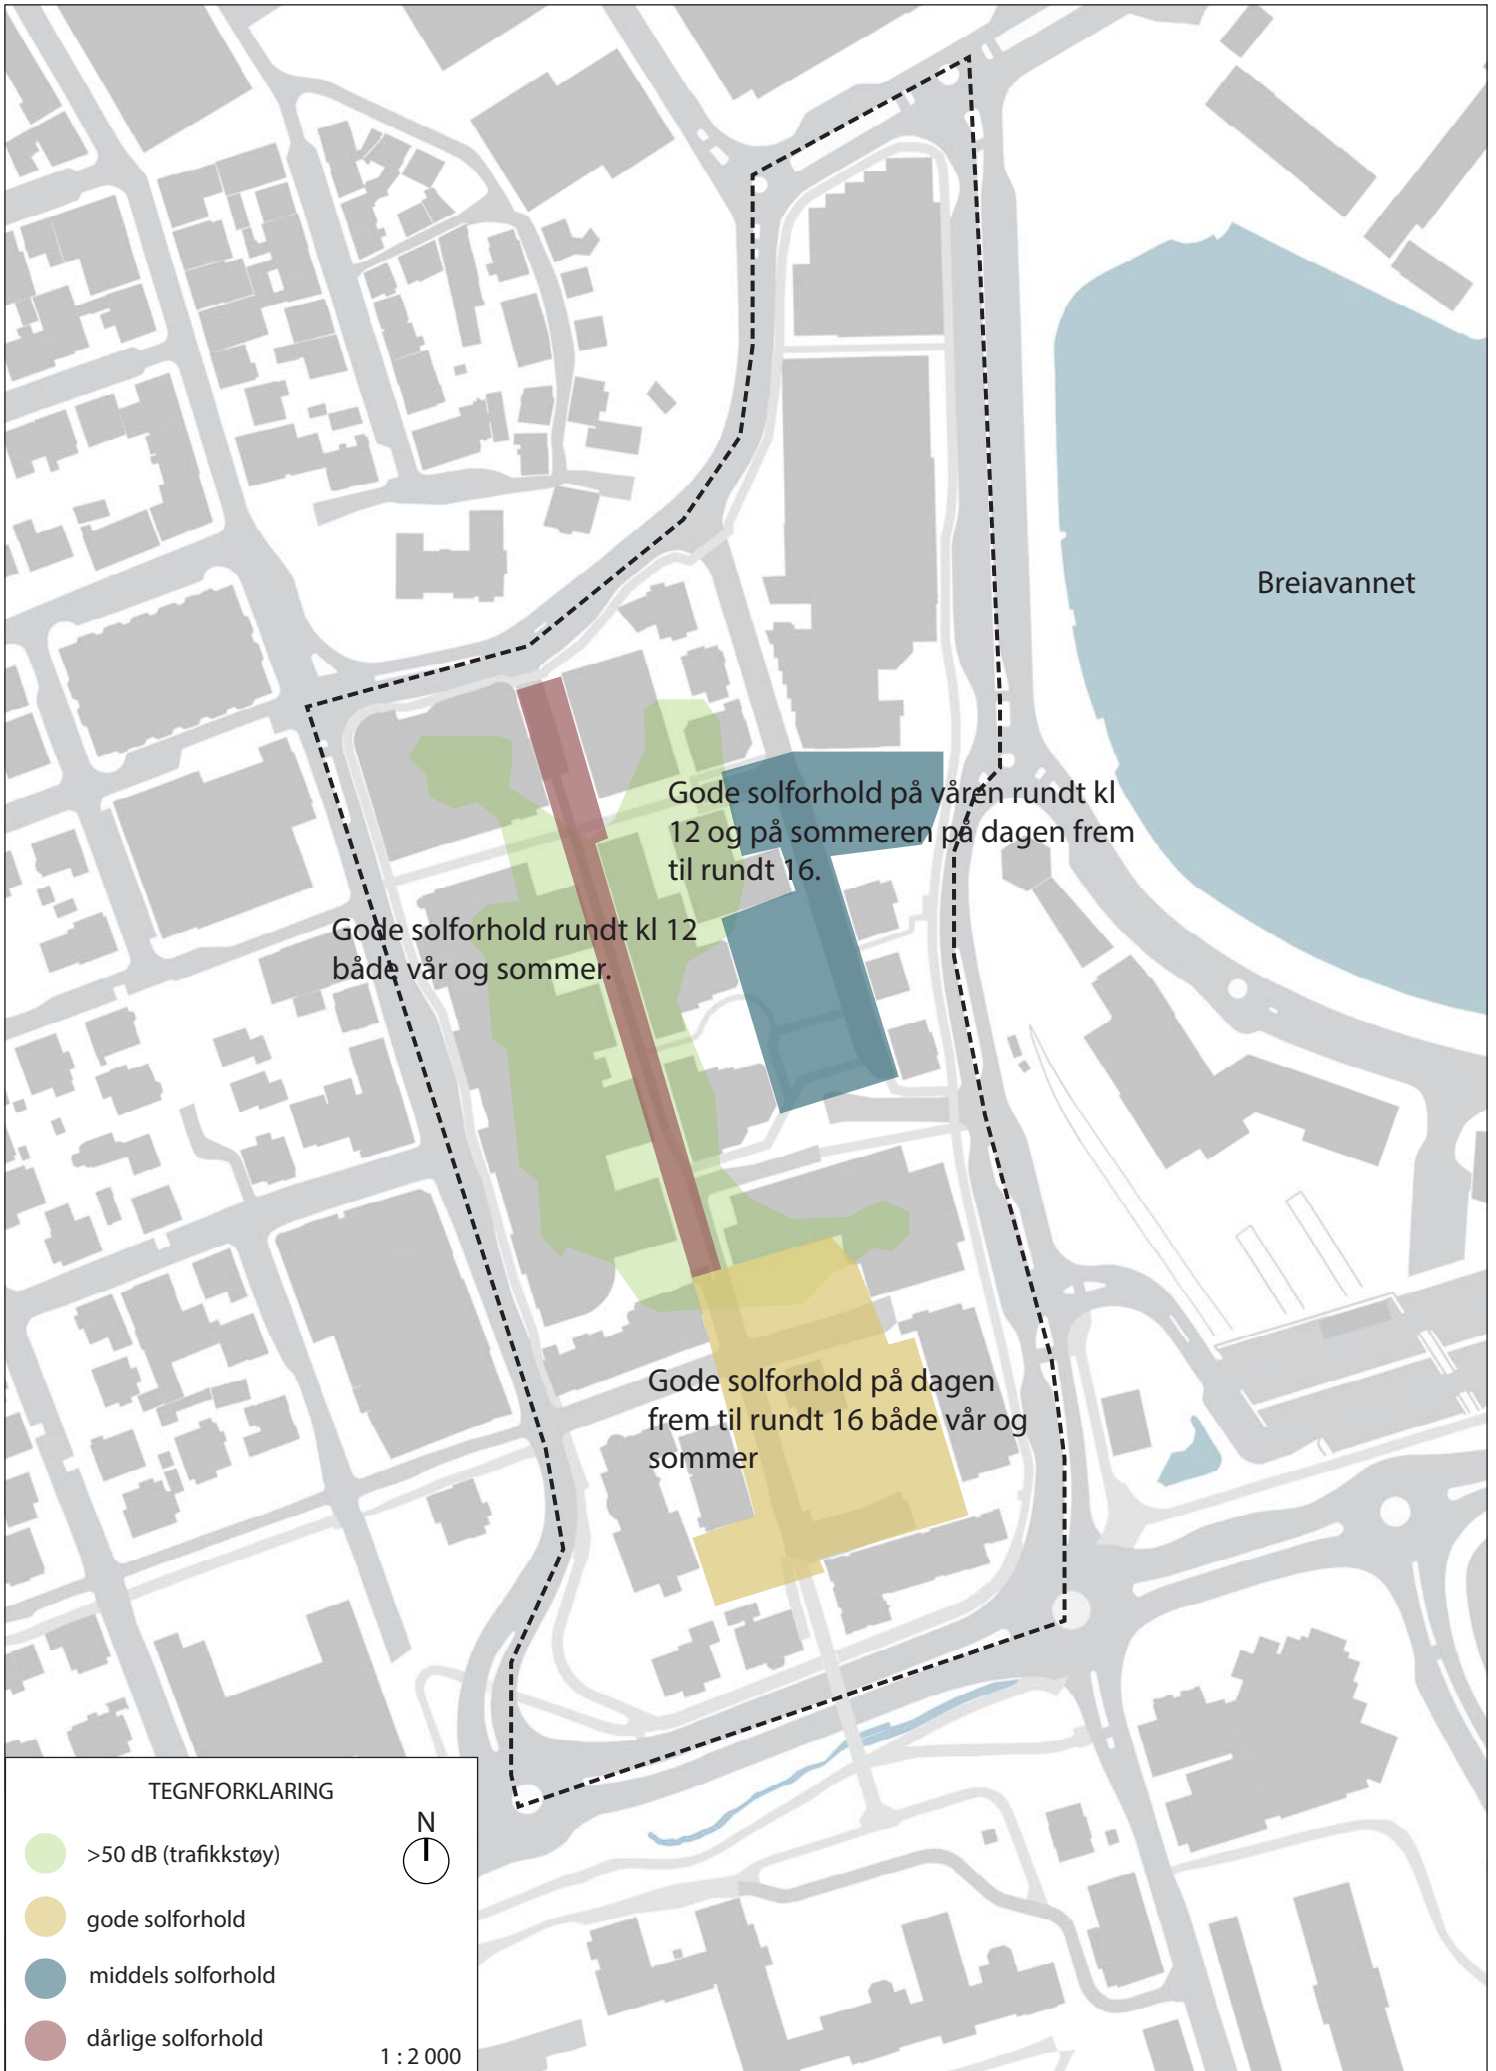 Breiavannet
Gode solforhold på våren rundt kl
12 og på sommeren på dagen frem
til rundt 16.
Gode solforhold rundt kl 12
både vår og sommer.
Gode solforhold på dagen
frem til rundt 16 både vår og
sommer
TEGNFORKLARING
N
>50 dB (trafikkstøy)
gode solforhold
middels solforhold
dårlige solforhold
1 : 2 000